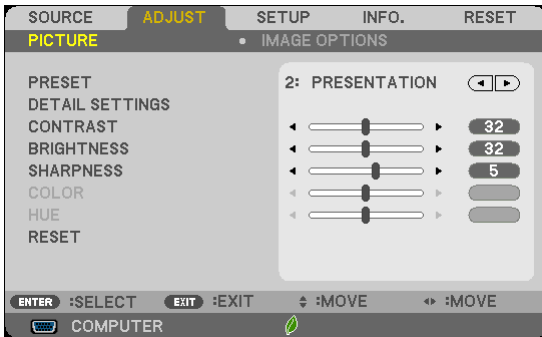 SOURCE ADJUST SETUP INFO. RESET
PICTURE • IMAGE OPTIONS
PRESET 2: PRESENTATION
DETAIL SETTINGS
CONTRAST 32
BRIGHTNESS 32
SHARPNESS 5
COLOR
HUE
RESET
ENTER :SELECT EXIT :EXIT :MOVE :MOVE
COMPUTER